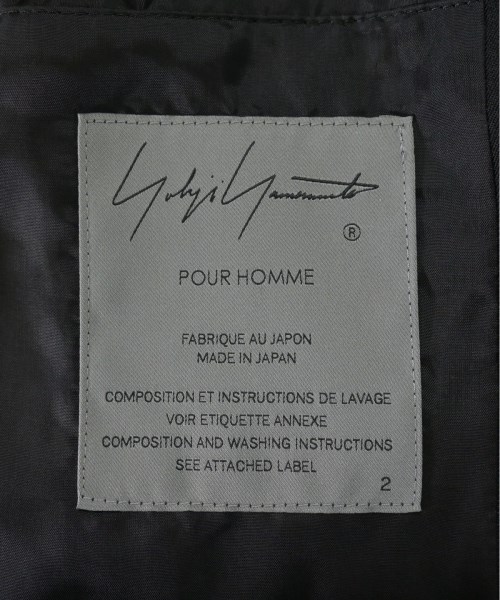 Yohji Yamamoto
®
POUR HOMME
FABRIQUE AU JAPON
MADE IN JAPAN
COMPOSITION ET INSTRUCTIONS DE LAVAGE
VOIR ETIQUETTE ANNEXE
COMPOSITION AND WASHING INSTRUCTIONS
SEE ATTACHED LABEL
2